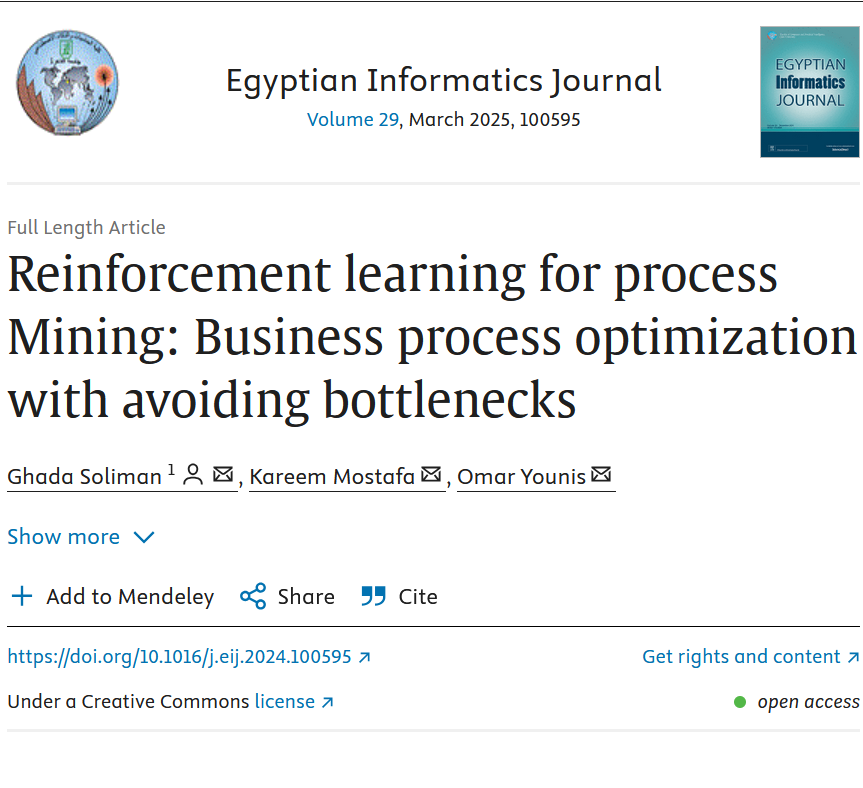 Egyptian Informatics Journal
Volume 29, March 2025, 100595
EGYPTIAN
Informatics
JOURNAL
Full Length Article
Reinforcement learning for process
Mining: Business process optimization
with avoiding bottlenecks
Ghada Soliman 1 , Kareem Mostafa , Omar Younis
Show more
Add to Mendeley Share Cite
https://doi.org/10.1016/j.eij.2024.100595 Get rights and content
Under a Creative Commons license open access